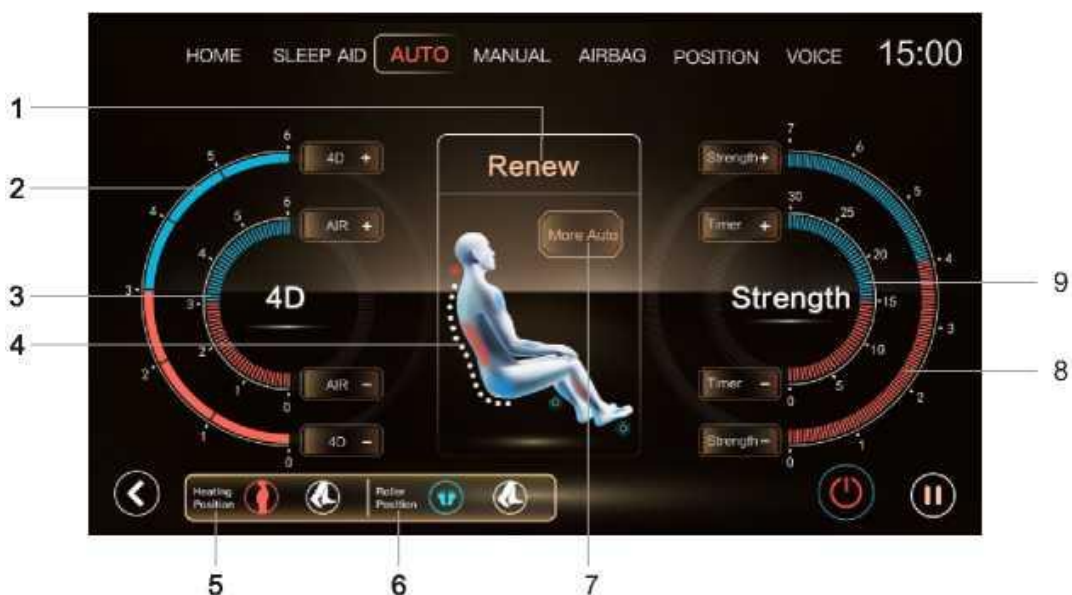 HOME SLEEP AID AUTO MANUAL AIRBAG POSITION VOICE 15:00
1
Renew
2
3
4
6
5
4
3
2
1
0
6
5
4
3
2
1
0
4D +
AIR +
4D
AIR -
4D -
More Auto
7
6
5
4
3
2
1
0
30
25
20
15
10
5
0
Strength +
Timer +
Strength
Timer -
Strength -
9
8
Heating
Position
Roller
Position
5 6 7